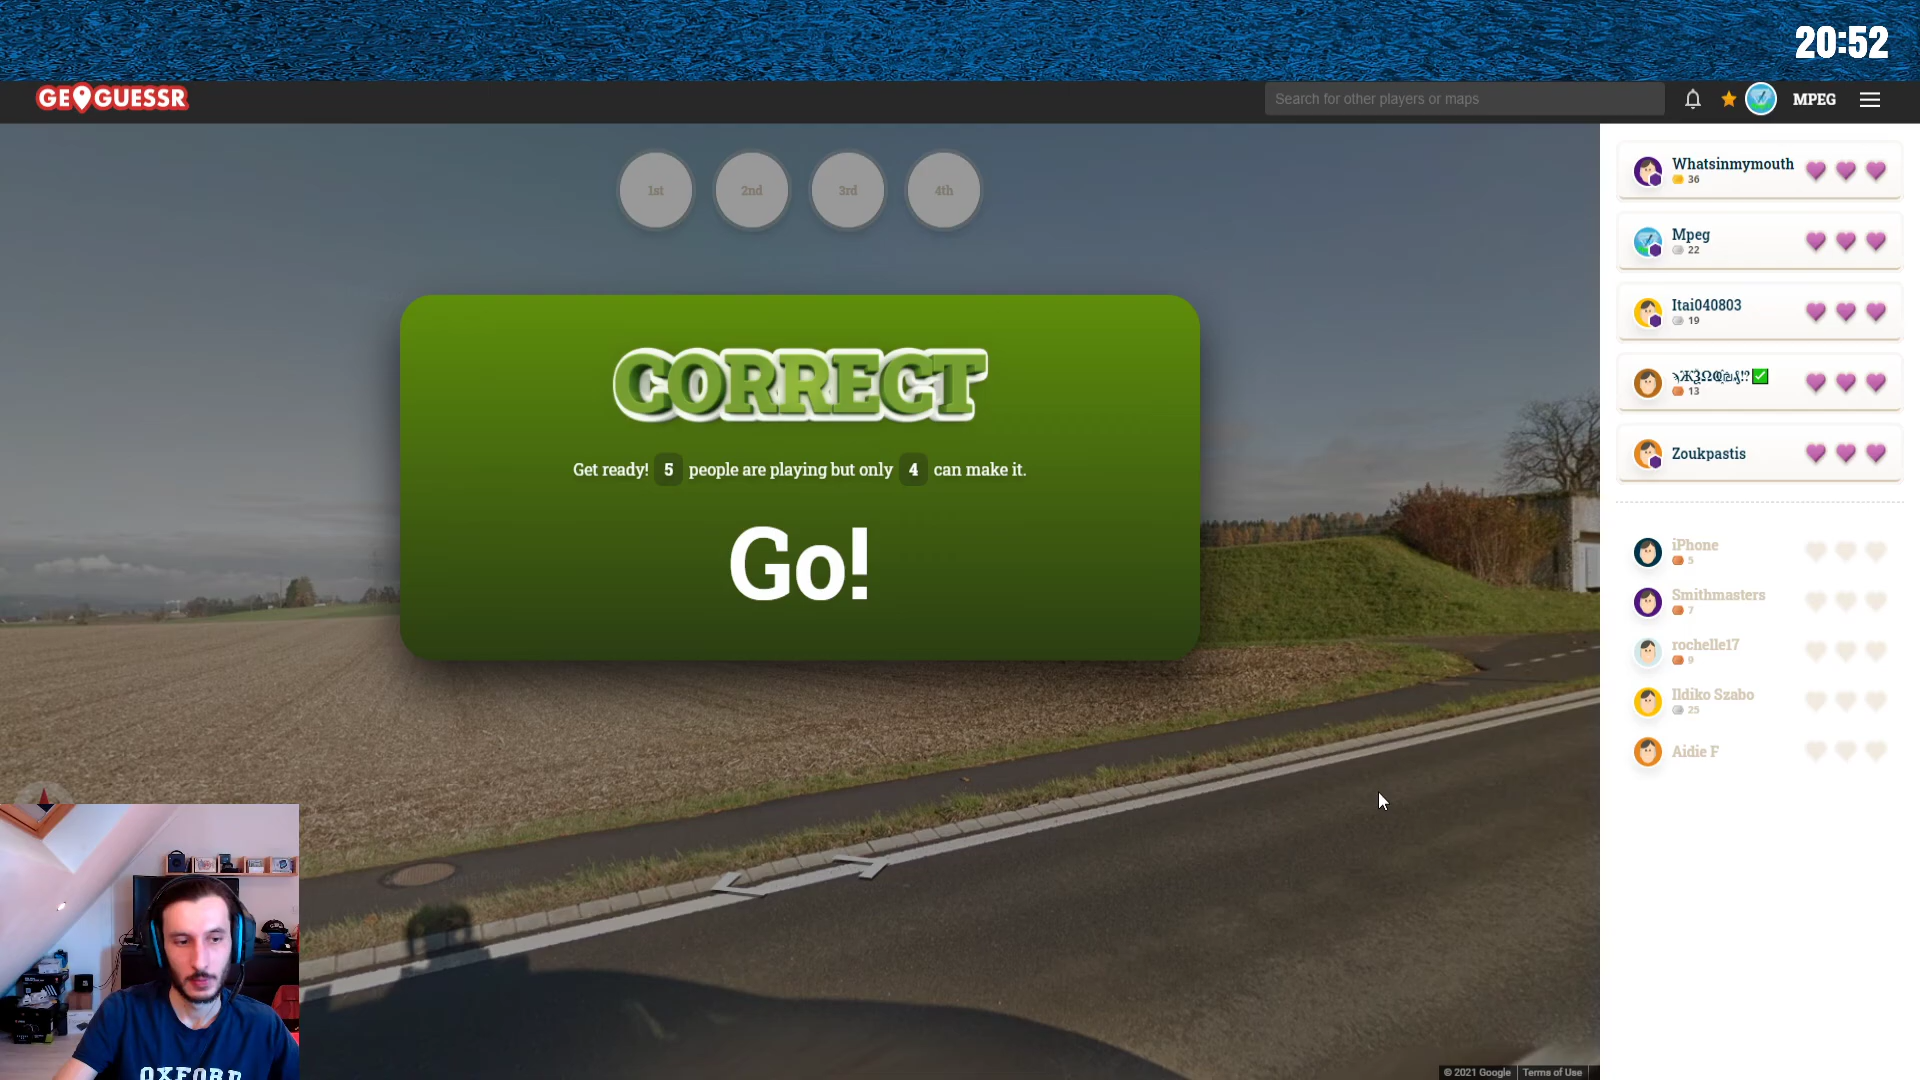 20:52
GEOGUESSR
Search for other players or maps
MPEG
1st 2nd 3rd 4th
CORRECT
Get ready! 5 people are playing but only 4 can make it.
Go!
Whatsinmymouth
36
Mpeg
22
Itai040803
19
13
Zoukpastis
iPhone
5
Smithmasters
7
rochelle17
9
Ildiko Szabo
25
Aidie F
OXFORD
© 2021 Google Terms of Use